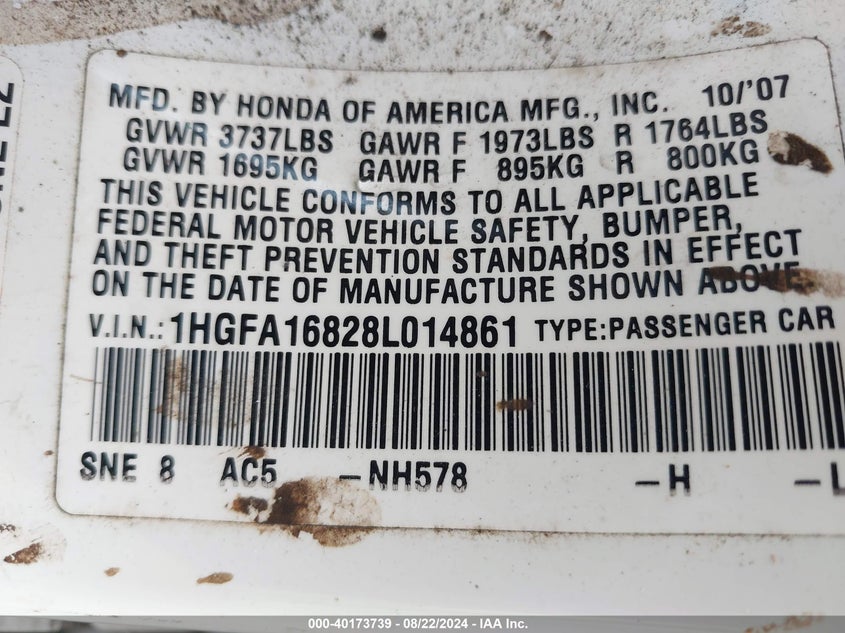 MFD. BY HONDA OF AMERICA MFG., INC. 10/'07
GVWR 3737LBS GAWR F 1973LBS R 1764LBS
GVWR 1695KG GAWR F 895KG R 800KG
THIS VEHICLE CONFORMS TO ALL APPLICABLE
FEDERAL MOTOR VEHICLE SAFETY, BUMPER,
AND THEFT PREVENTION STANDARDS IN EFFECT
ON THE DATE OF MANUFACTURE SHOWN ABOVE
V.I.N.: 1HGFA16828L014861 TYPE:PASSENGER CAR
SNE 8 AC5 -NH578 -H -L
000-40173739 - 08/22/2024 - IAA Inc.